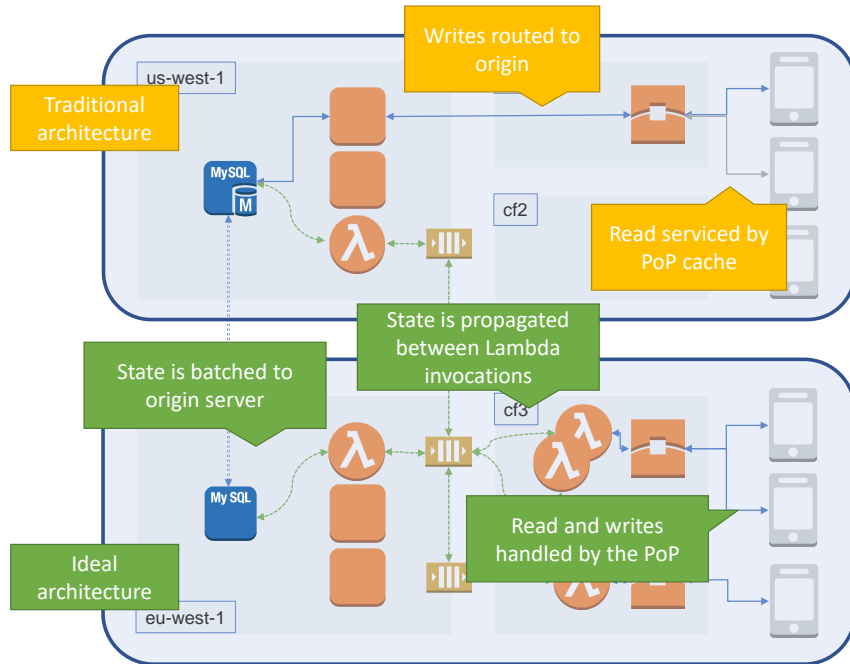 Writes routed to
origin
us-west-1
Traditional
architecture
MySQL
M
cf2
Read serviced by
PoP cache
State is propagated
between Lambda
invocations
State is batched to
origin server
cf3
My SQL
Read and writes
handled by the PoP
Ideal
architecture
eu-west-1